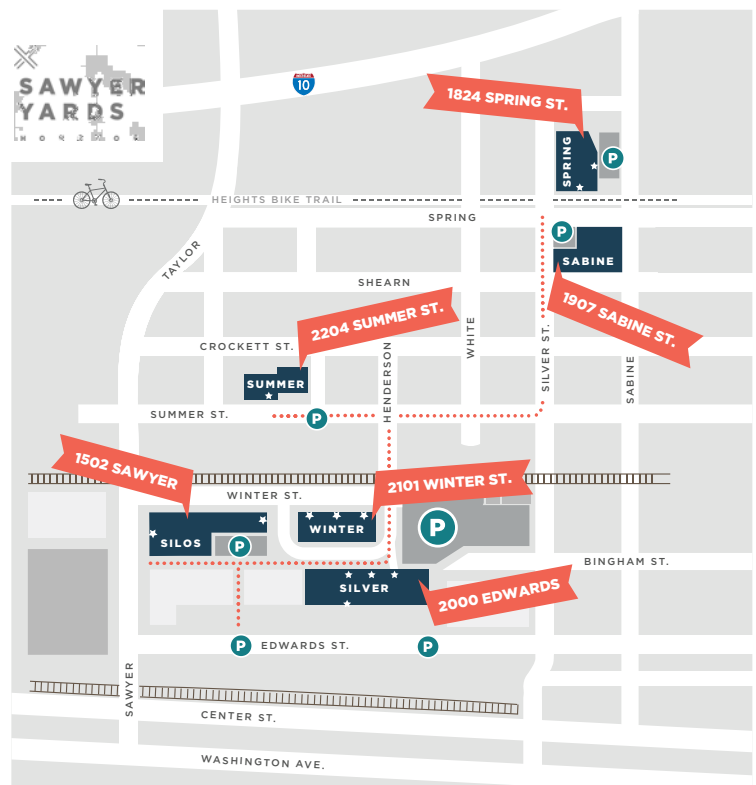 SAWYER
YARDS
INTERSTATE
10
1824 SPRING ST.
SPRING
P
HEIGHTS BIKE TRAIL
SPRING
P
SABINE
TAYLOR
SHEARN
1907 SABINE ST.
2204 SUMMER ST.
WHITE
SILVER ST.
CROCKETT ST.
HENDERSON
SABINE
SUMMER
SUMMER ST.
P
1502 SAWYER
2101 WINTER ST.
WINTER ST.
SILOS
P
WINTER
P
BINGHAM ST.
SILVER
2000 EDWARDS
P
EDWARDS ST.
P
SAWYER
CENTER ST.
WASHINGTON AVE.